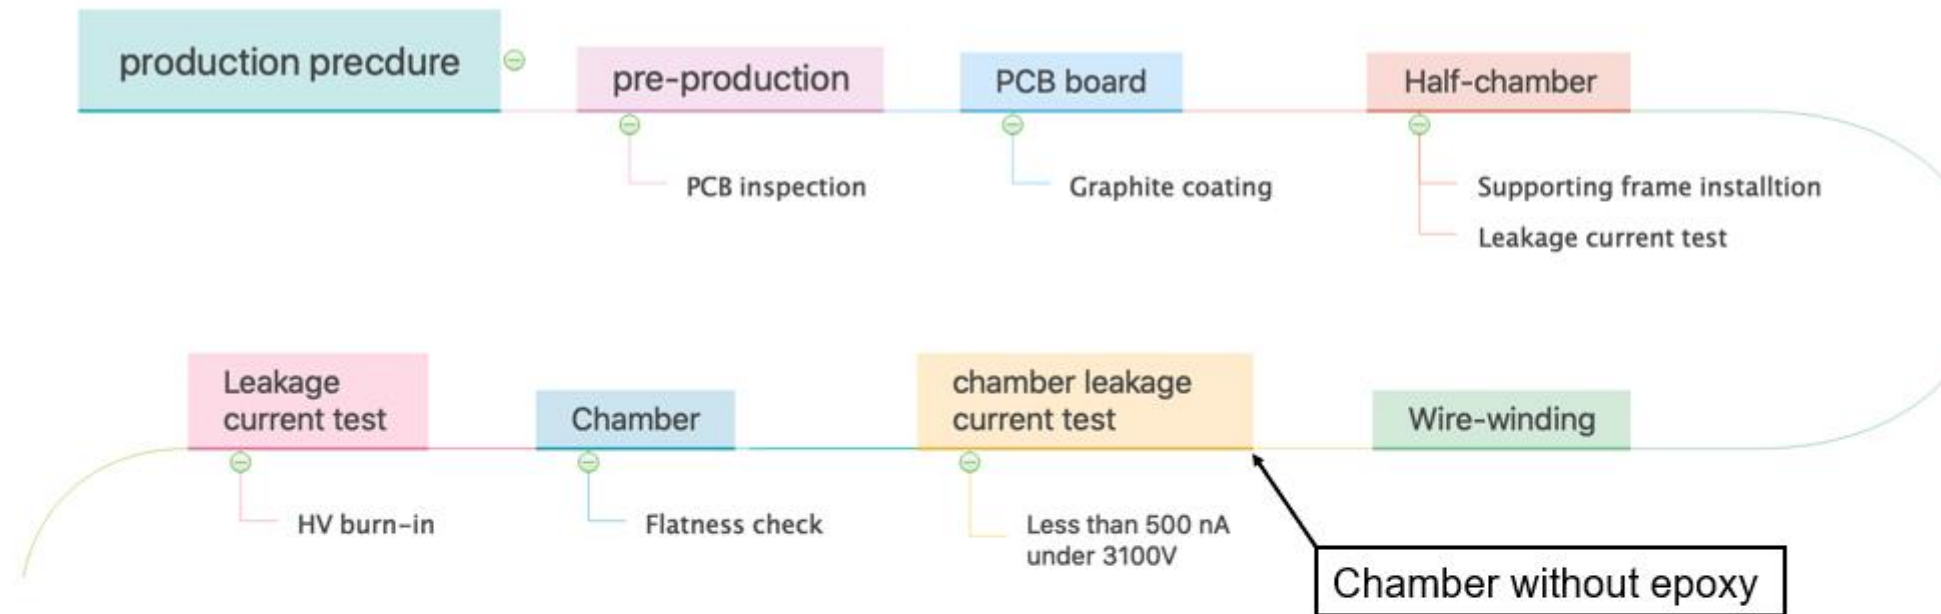 production precdure
pre-production
PCB board
Half-chamber
PCB inspection
Graphite coating
Supporting frame installtion
Leakage current test
Wire-winding
chamber leakage
current test
Less than 500 nA
under 3100V
Chamber without epoxy
Chamber
Flatness check
Leakage
current test
HV burn-in